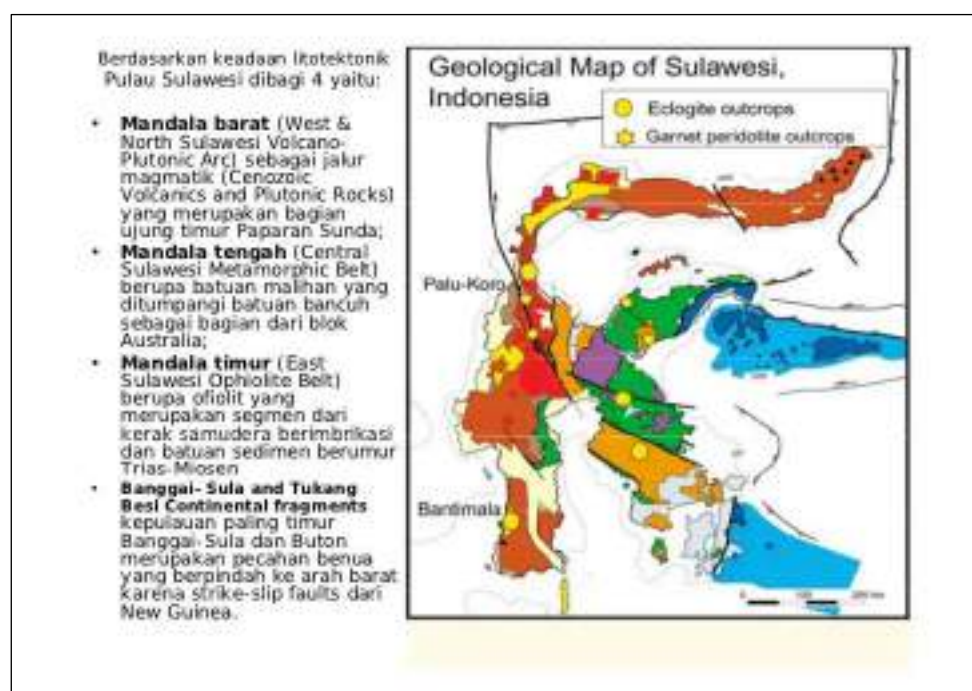 Berdasarkan keadaan litotektonik
Pulau Sulawesi dibagi 4 yaitu:
• Mandala barat (West &
North Sulawesi Volcano-
Plutonic Arc) sebagai jalur
magmatik (Cenozoic
Volcanics and Plutonic Rocks)
yang merupakan bagian
ujung timur Paparan Sunda;
• Mandala tengah (Central
Sulawesi Metamorphic Belt)
berupa batuan malihan yang
ditumpangi batuan bancuh
sebagai bagian dari blok
Australia;
• Mandala timur (East
Sulawesi Ophiolite Belt)
berupa ofiolit yang
merupakan segmen dari
kerak samudera berimbrikasi
dan batuan sedimen berumur
Trias-Miosen
• Banggai-Sula and Tukang
Besi Continental fragments
kepulauan paling timur
Banggai-Sula dan Buton
merupakan pecahan benua
yang berpindah ke arah barat
karena strike-slip faults dari
New Guinea.
Geological Map of Sulawesi,
Indonesia
Eclogite outcrops
Garnet peridotite outcrops
Palu-Koro
Bantimala